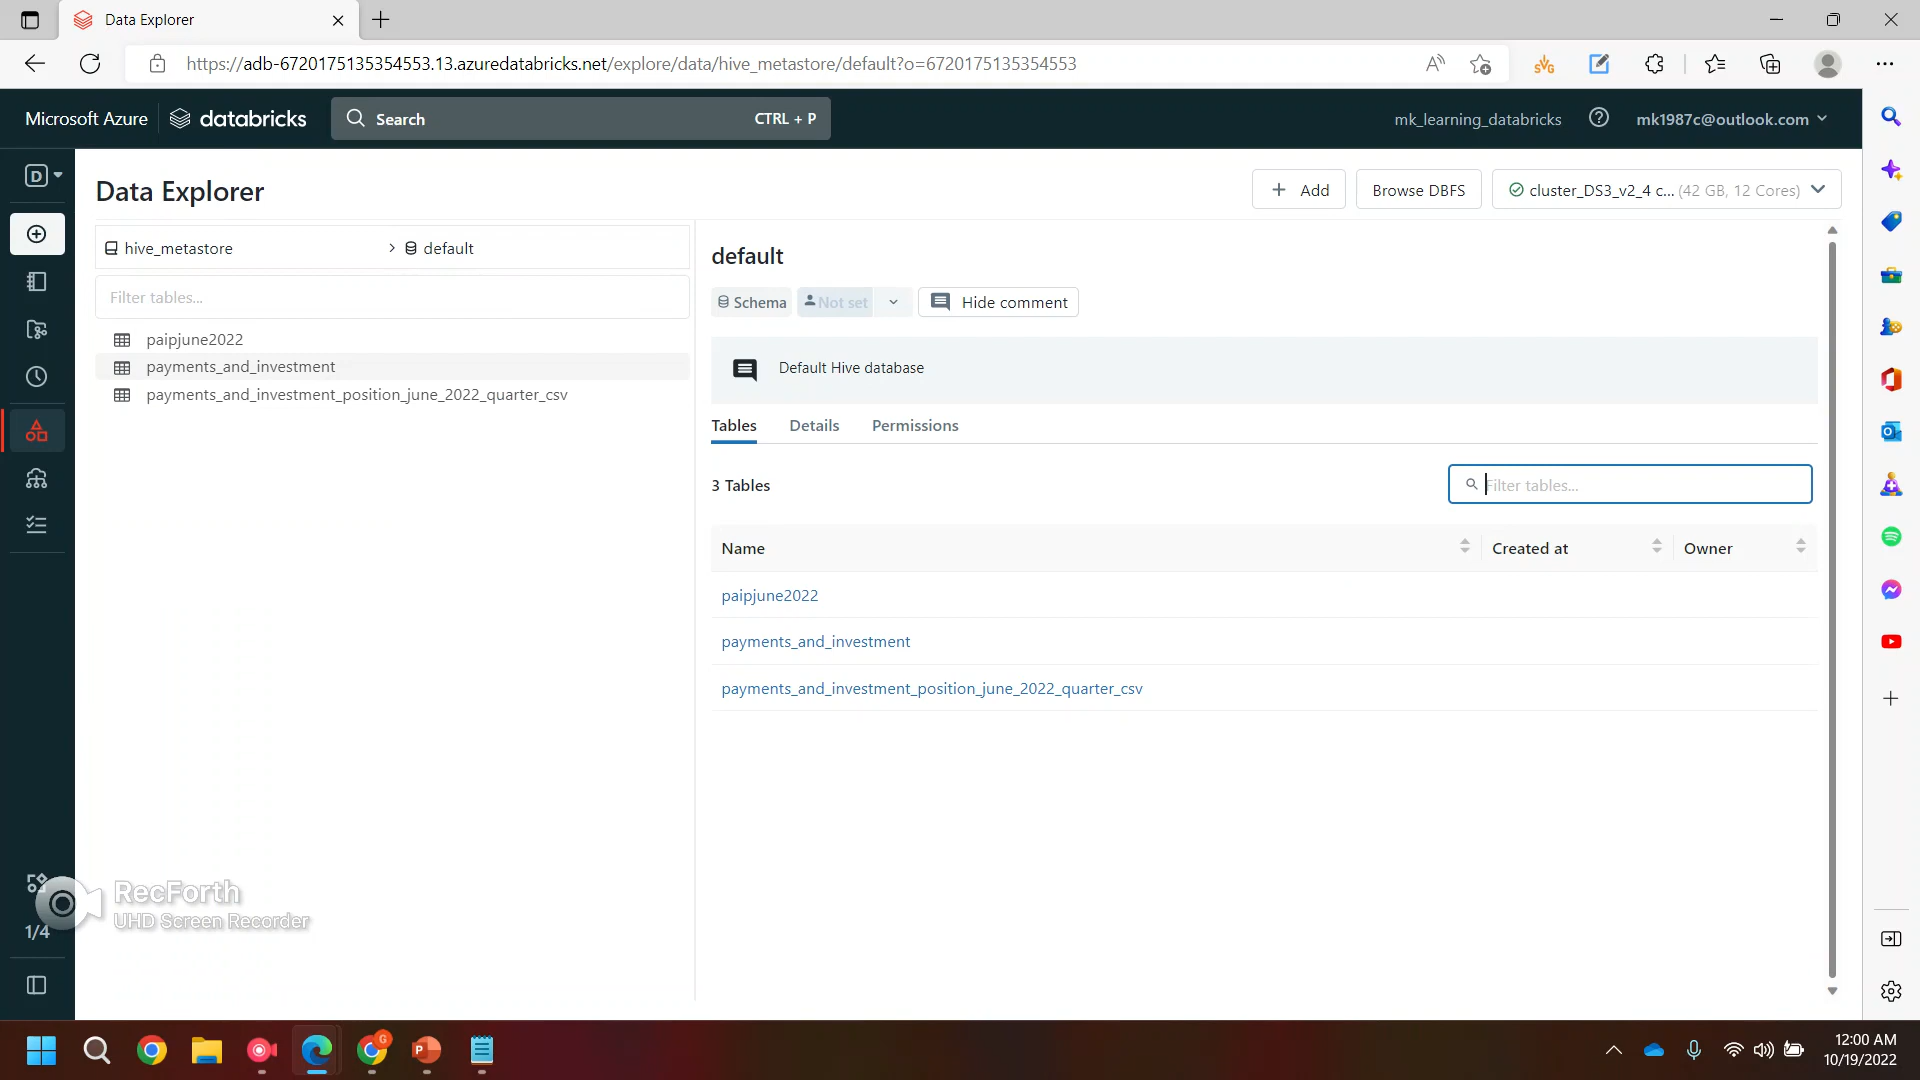 Data Explorer
https://adb-6720175135354553.13.azuredatabricks.net/explore/data/hive_metastore/default?o=6720175135354553
Microsoft Azure databricks Search CTRL + P mk_learning_databricks mk1987c@outlook.com
D
Data Explorer
Add
Browse DBFS
cluster_DS3_v2_4 c... (42 GB, 12 Cores)
hive_metastore > default
Filter tables...
paipjune2022
payments_and_investment
payments_and_investment_position_june_2022_quarter_csv
default
Schema Not set Hide comment
Default Hive database
Tables Details Permissions
3 Tables
Filter tables...
Name Created at Owner
paipjune2022
payments_and_investment
payments_and_investment_position_june_2022_quarter_csv
RecForth
UHD Screen Recorder
1/4
12:00 AM
10/19/2022